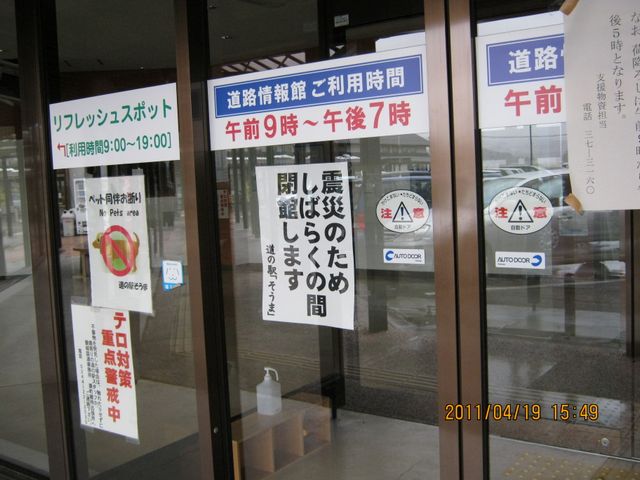 リフレッシュスポット
[利用時間9:00～19:00]
ペット同伴お断り
No Pets area
道の駅そうま
テロ対策
重点警戒中
道路情報館ご利用時間
午前9時～午後7時
震災のため
しばらくの間
閉館します
道の駅「そうま」
注意
自動ドア
AUTO DOOR
道路
午前
注意
自動ドア
AUTO DOOR
後5時となります。
支援物資担当
電話 三七-三一六〇
2011/04/19 15:49